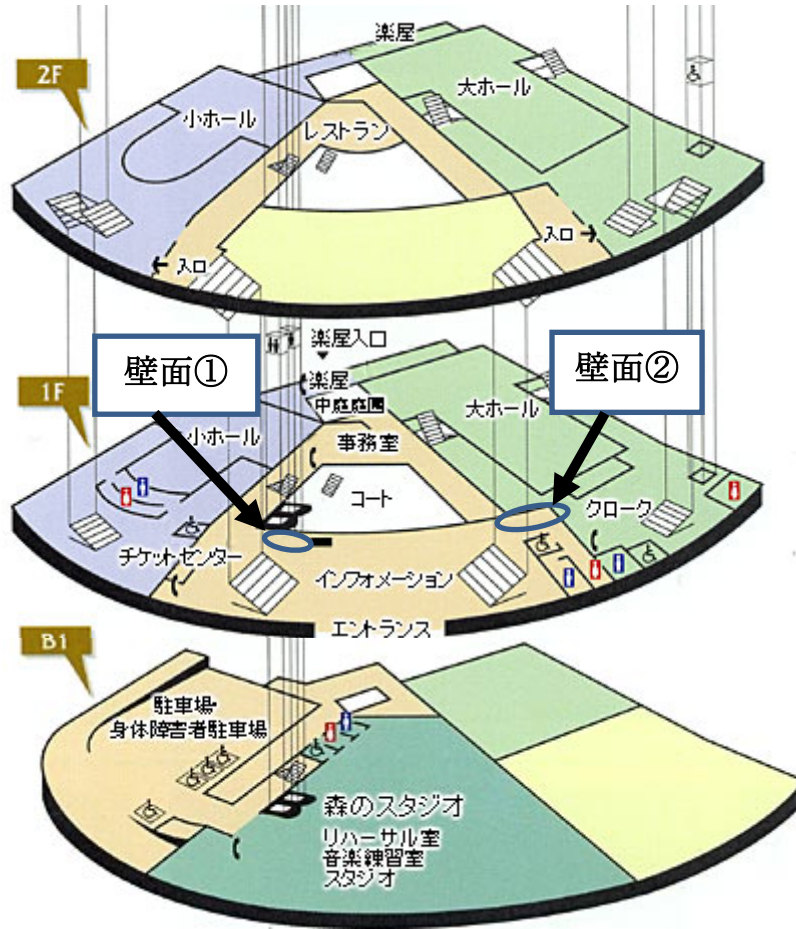 2F
楽屋
大ホール
小ホール
レストラン
入口
入口
壁面①
壁面②
1F
楽屋入口
楽屋
中庭庭園
大ホール
小ホール
事務室
コート
クローク
チケットセンター
インフォメーション
エントランス
B1
駐車場・
身体障害者駐車場
森のスタジオ
リハーサル室
音楽練習室
スタジオ